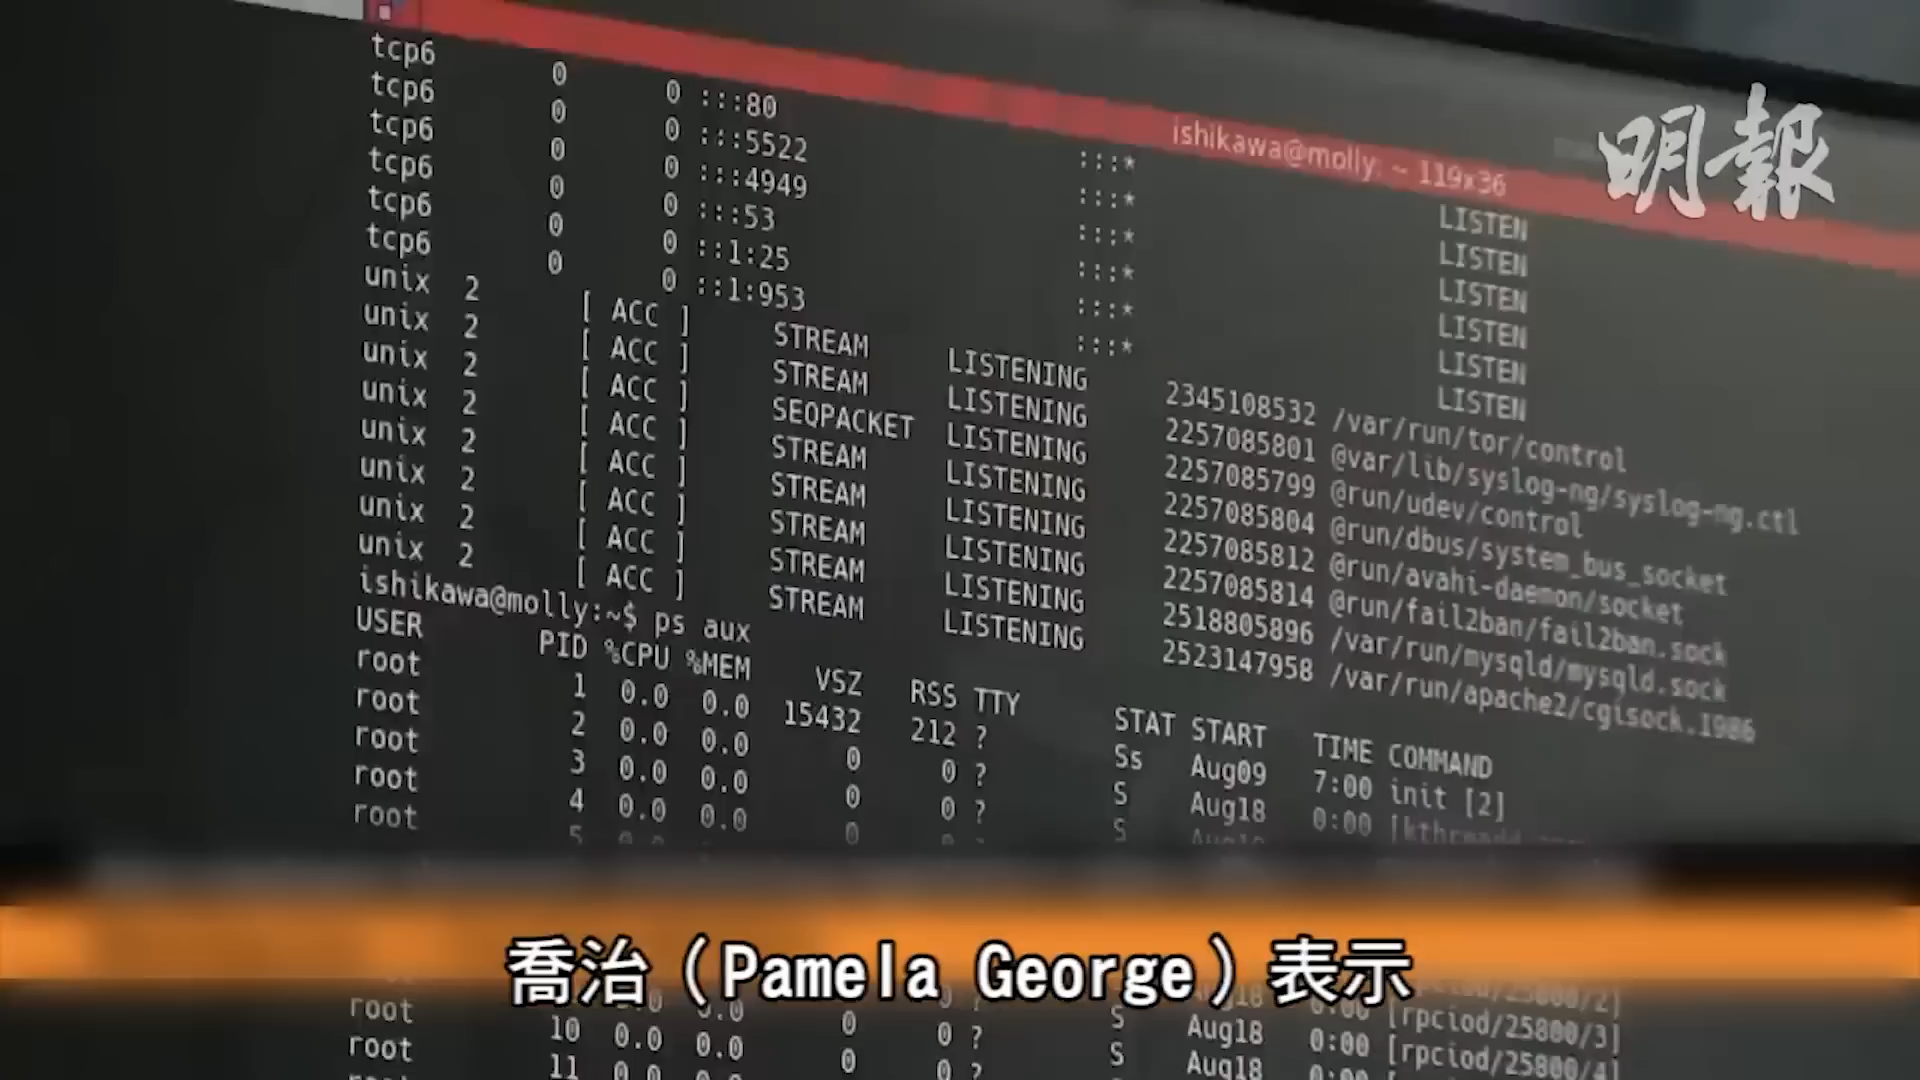 明報
ishikawa@molly: ~ 119x36
tcp6 0 0 :::80 :::* LISTEN
tcp6 0 0 :::5522 :::* LISTEN
tcp6 0 0 :::4949 :::* LISTEN
tcp6 0 0 :::53 :::* LISTEN
tcp6 0 0 ::1:25 :::* LISTEN
tcp6 0 0 ::1:953 :::* LISTEN
unix 2 [ ACC ] STREAM LISTENING 2345108532 /var/run/tor/control
unix 2 [ ACC ] STREAM LISTENING 2257085801 @var/lib/syslog-ng/syslog-ng.ctl
unix 2 [ ACC ] SEQPACKET LISTENING 2257085799 @run/udev/control
unix 2 [ ACC ] STREAM LISTENING 2257085804 @run/dbus/system_bus_socket
unix 2 [ ACC ] STREAM LISTENING 2257085812 @run/avahi-daemon/socket
unix 2 [ ACC ] STREAM LISTENING 2257085814 @run/fail2ban/fail2ban.sock
unix 2 [ ACC ] STREAM LISTENING 2518805896 /var/run/mysqld/mysqld.sock
unix 2 [ ACC ] STREAM LISTENING 2523147958 /var/run/apache2/cgisock.1986
ishikawa@molly:~$ ps aux
USER PID %CPU %MEM VSZ RSS TTY STAT START TIME COMMAND
root 1 0.0 0.0 15432 212 ? Ss Aug09 7:00 init [2]
root 2 0.0 0.0 0 0 ? S Aug18 0:00
root 3 0.0 0.0 0 0 ? S
root 4 0.0 0.0 0
root 5
喬治（Pamela George）表示
root 10 0.0 0.0 0 0 ? S Aug18 0:00 [rpciod/25800/3]
root 11 0.0 0.0 0 0 ? S Aug18 0:00 [rpciod/25800/4]